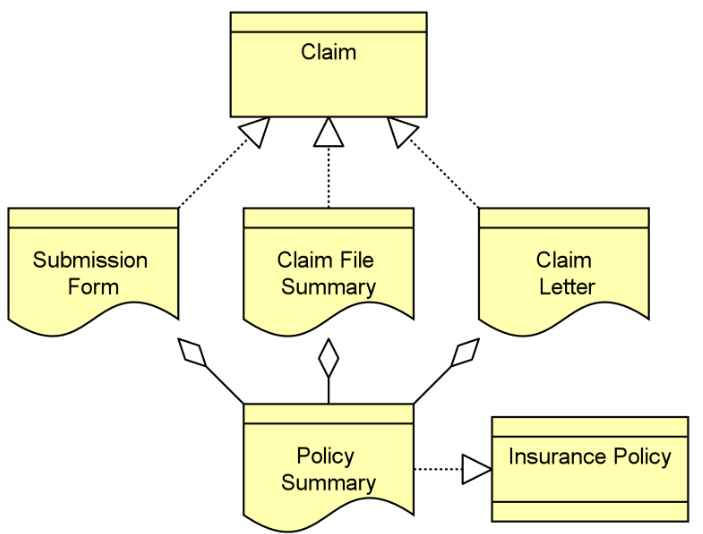 Claim
Submission
Form
Claim File
Summary
Claim
Letter
Policy
Summary
Insurance Policy